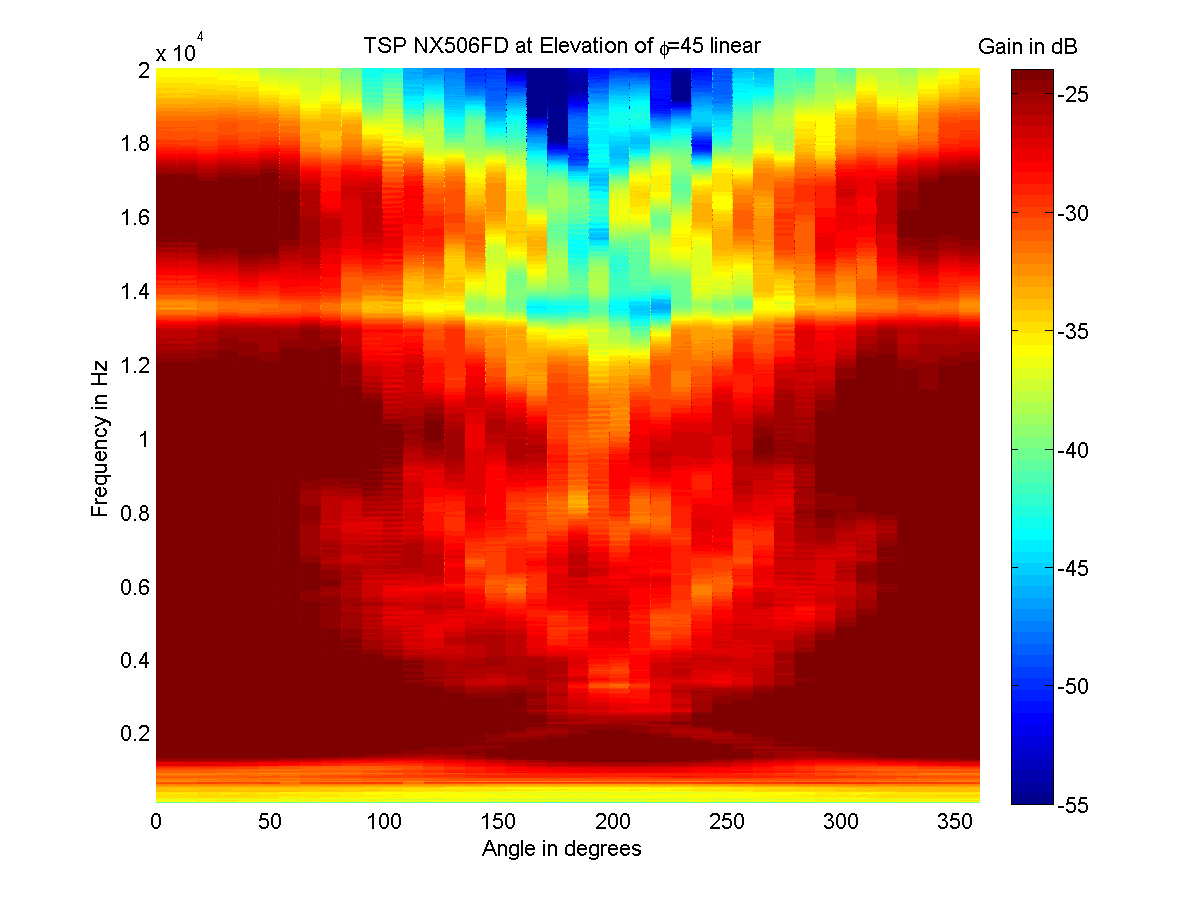 TSP NX506FD at Elevation of ϕ=45 linear
Gain in dB
x 10^4
2
1.8
1.6
1.4
1.2
1
0.8
0.6
0.4
0.2
Frequency in Hz
0 50 100 150 200 250 300 350
Angle in degrees
-25
-30
-35
-40
-45
-50
-55